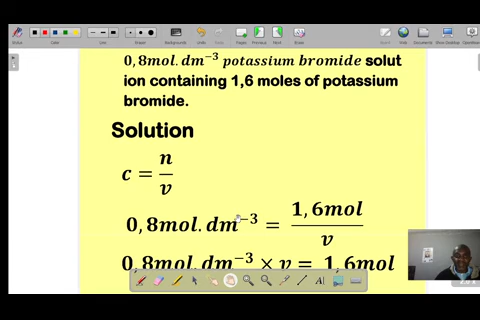 0,8mol.dm⁻³ potassium bromide solut
ion containing 1,6 moles of potassium
bromide.
Solution
c = n/v
0,8mol.dm⁻³ = 1,6mol/v
0,8mol.dm⁻³ × v = 1,6mol